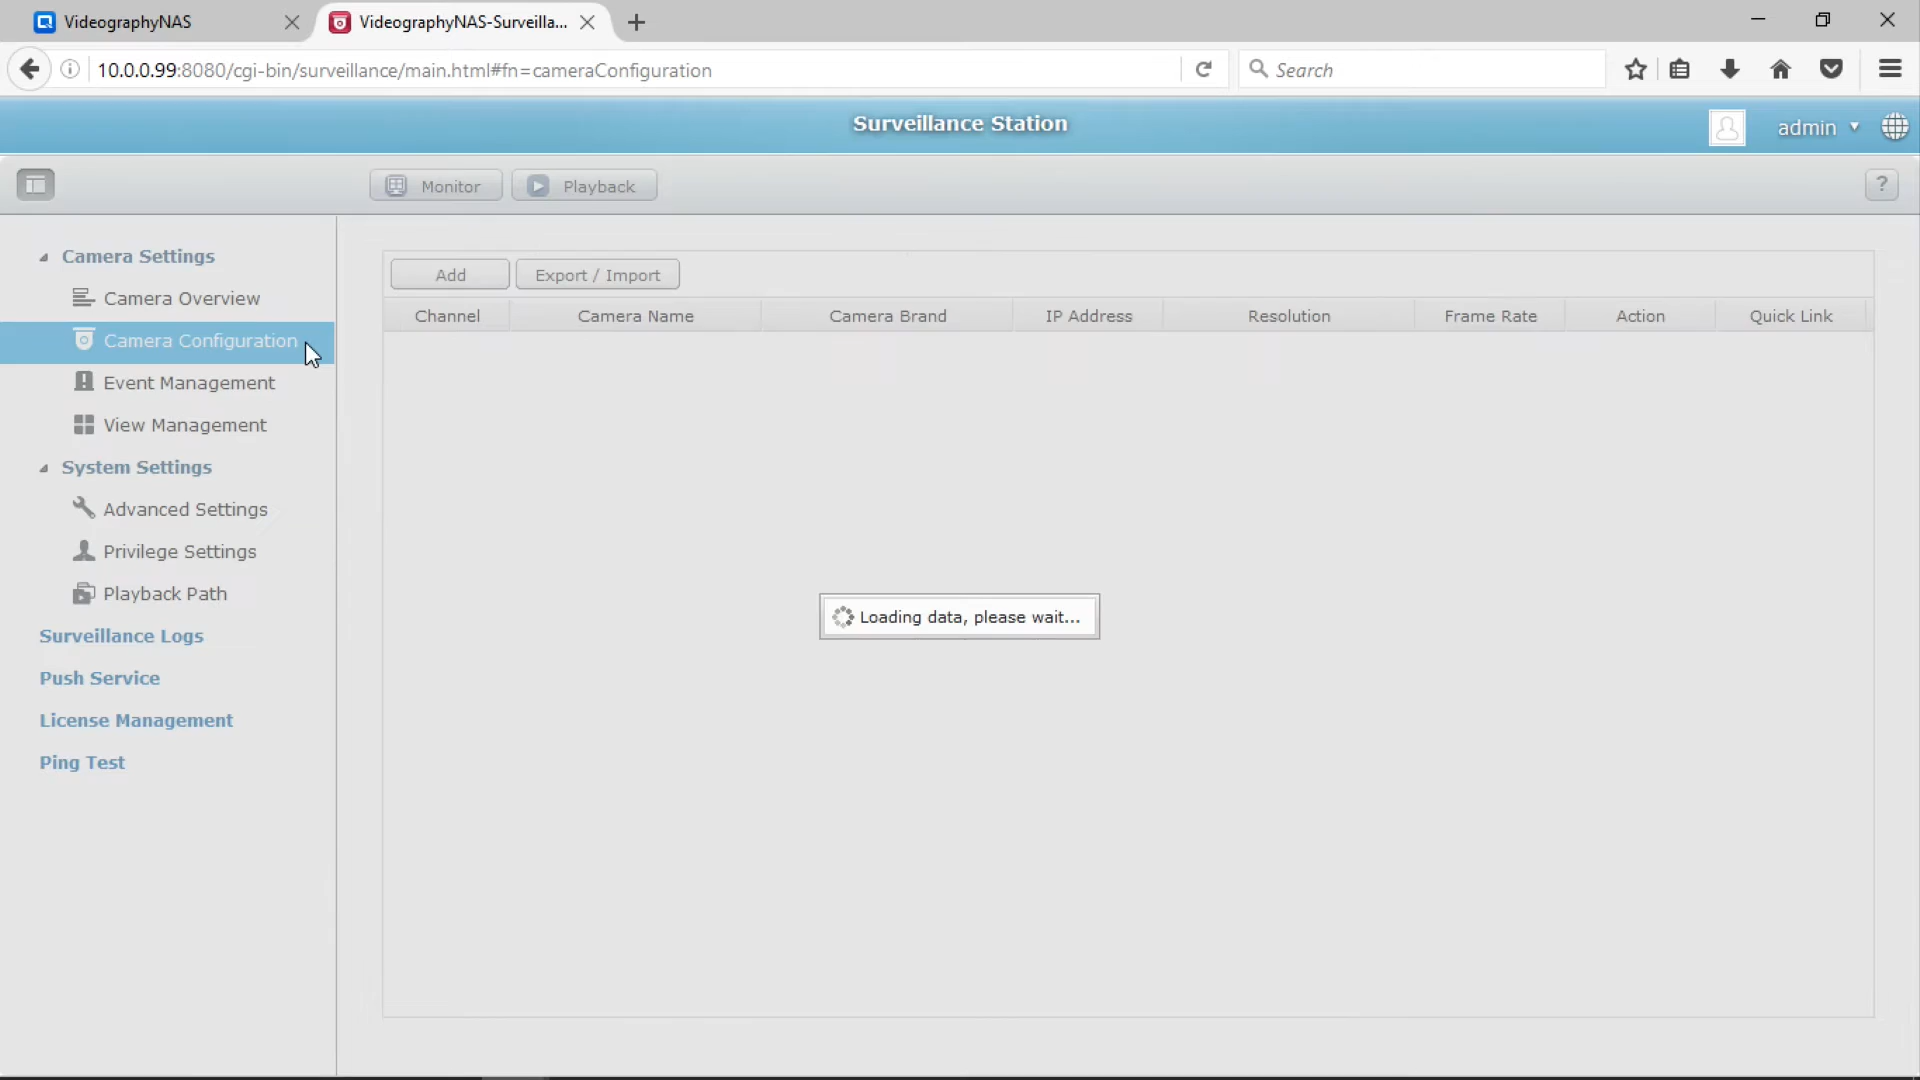 VideographyNAS
VideographyNAS-Surveilla...
10.0.0.99:8080/cgi-bin/surveillance/main.html#fn=cameraConfiguration
Search
Surveillance Station
admin
Monitor
Playback
?
Camera Settings
Camera Overview
Camera Configuration
Event Management
View Management
System Settings
Advanced Settings
Privilege Settings
Playback Path
Surveillance Logs
Push Service
License Management
Ping Test
Add
Export / Import
Channel Camera Name Camera Brand IP Address Resolution Frame Rate Action Quick Link
Loading data, please wait...